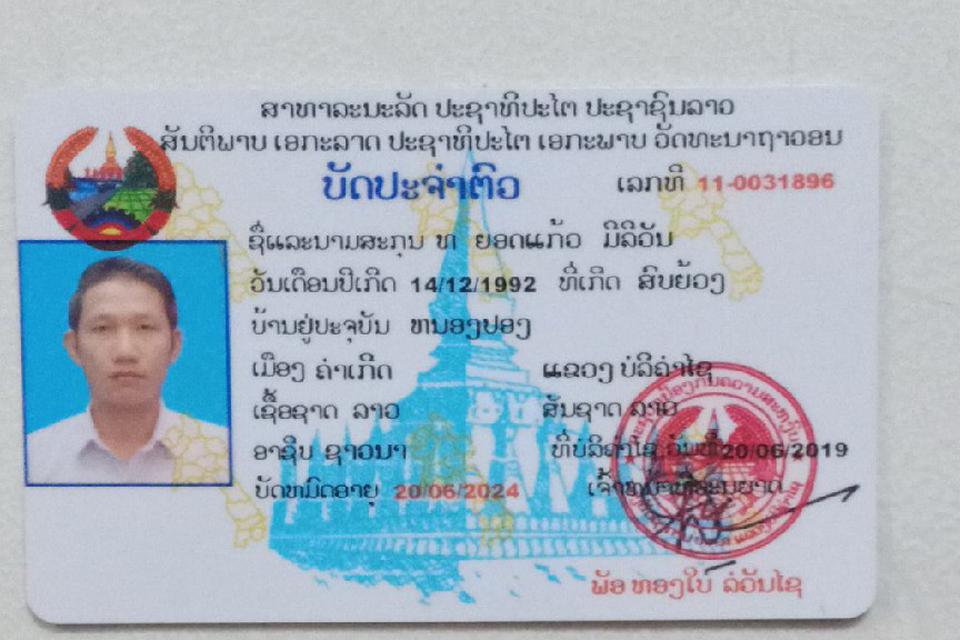 ສາທາລະນະລັດ ປະຊາທິປະໄຕ ປະຊາຊົນລາວ
ສັນຕິພາບ ເອກະລາດ ປະຊາທິປະໄຕ ເອກະພາບ ວັດທະນາຖາວອນ
ບັດປະຈຳຕົວ ເລກທີ 11-0031896
ຊື່ແລະນາມສະກຸນ ທ ຍອດແກ້ວ ມີລິວັນ
ວັນເດືອນປີເກີດ 14/12/1992 ທີ່ເກີດ ສົບຍ້ວງ
ບ້ານຢູ່ປະຈຸບັນ ໜອງປອງ
ເມືອງ ຄຳເກີດ ແຂວງ ບໍລິຄຳໄຊ
ເຊື້ອຊາດ ລາວ ສັນຊາດ ລາວ
ອາຊີບ ຊາວນາ ທີ່ບໍລິຄຳໄຊ ວັນທີ 20/06/2019
ບັດໝົດອາຍຸ 20/06/2024 ເຈົ້າໜ້າທີ່ອະນຸຍາດ
ພັອ ທອງໃບ ລໍວັນໄຊ